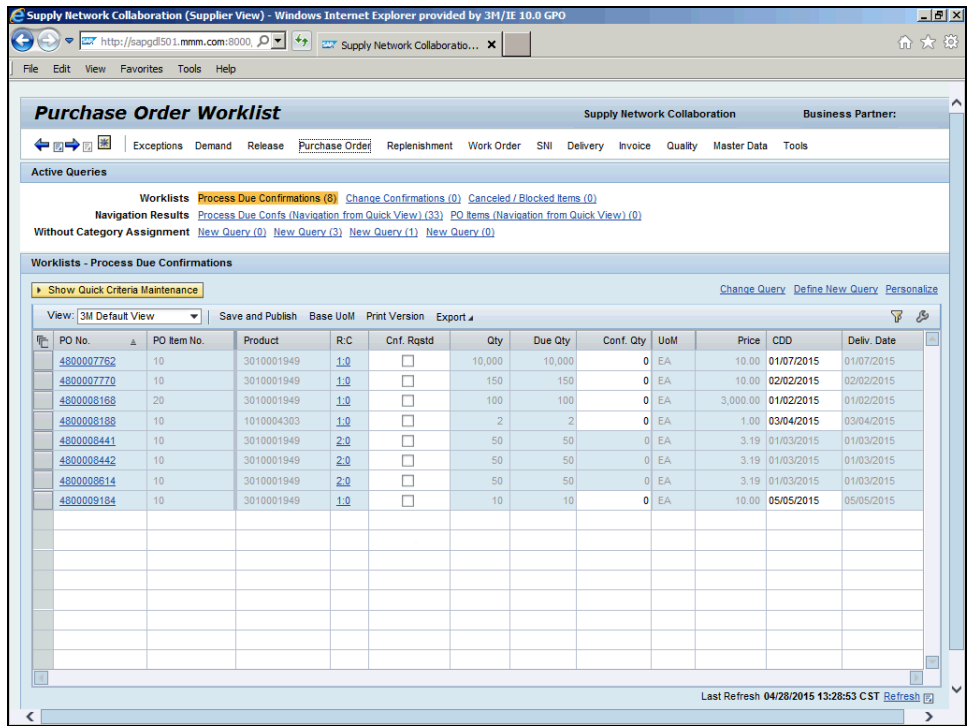 Supply Network Collaboration (Supplier View) - Windows Internet Explorer provided by 3M/IE 10.0 GPO
http://sapgdl501.mmm.com:8000, Supply Network Collaboratio...
File Edit View Favorites Tools Help
Purchase Order Worklist Supply Network Collaboration Business Partner:
Exceptions Demand Release Purchase Order Replenishment Work Order SNI Delivery Invoice Quality Master Data Tools
Active Queries
Worklists Process Due Confirmations (8) Change Confirmations (0) Canceled / Blocked Items (0)
Navigation Results Process Due Confs (Navigation from Quick View) (33) PO Items (Navigation from Quick View) (0)
Without Category Assignment New Query (0) New Query (3) New Query (1) New Query (0)
Worklists - Process Due Confirmations
Show Quick Criteria Maintenance Change Query Define New Query Personalize
View: 3M Default View Save and Publish Base UoM Print Version Export
PO No. PO Item No. Product R:C Cnf. Rqstd Qty Due Qty Conf. Qty UoM Price CDD Deliv. Date
4800007762 10 3010001949 1:0 10,000 10,000 0 EA 10.00 01/07/2015 01/07/2015
4800007770 10 3010001949 1:0 150 150 0 EA 10.00 02/02/2015 02/02/2015
4800008168 20 3010001949 1:0 100 100 0 EA 3,000.00 01/02/2015 01/02/2015
4800008188 10 1010004303 1:0 2 2 0 EA 1.00 03/04/2015 03/04/2015
4800008441 10 3010001949 2:0 50 50 0 EA 3.19 01/03/2015 01/03/2015
4800008442 10 3010001949 2:0 50 50 0 EA 3.19 01/03/2015 01/03/2015
4800008614 10 3010001949 2:0 50 50 0 EA 3.19 01/03/2015 01/03/2015
4800009184 10 3010001949 1:0 10 10 0 EA 10.00 05/05/2015 05/05/2015
Last Refresh 04/28/2015 13:28:53 CST Refresh